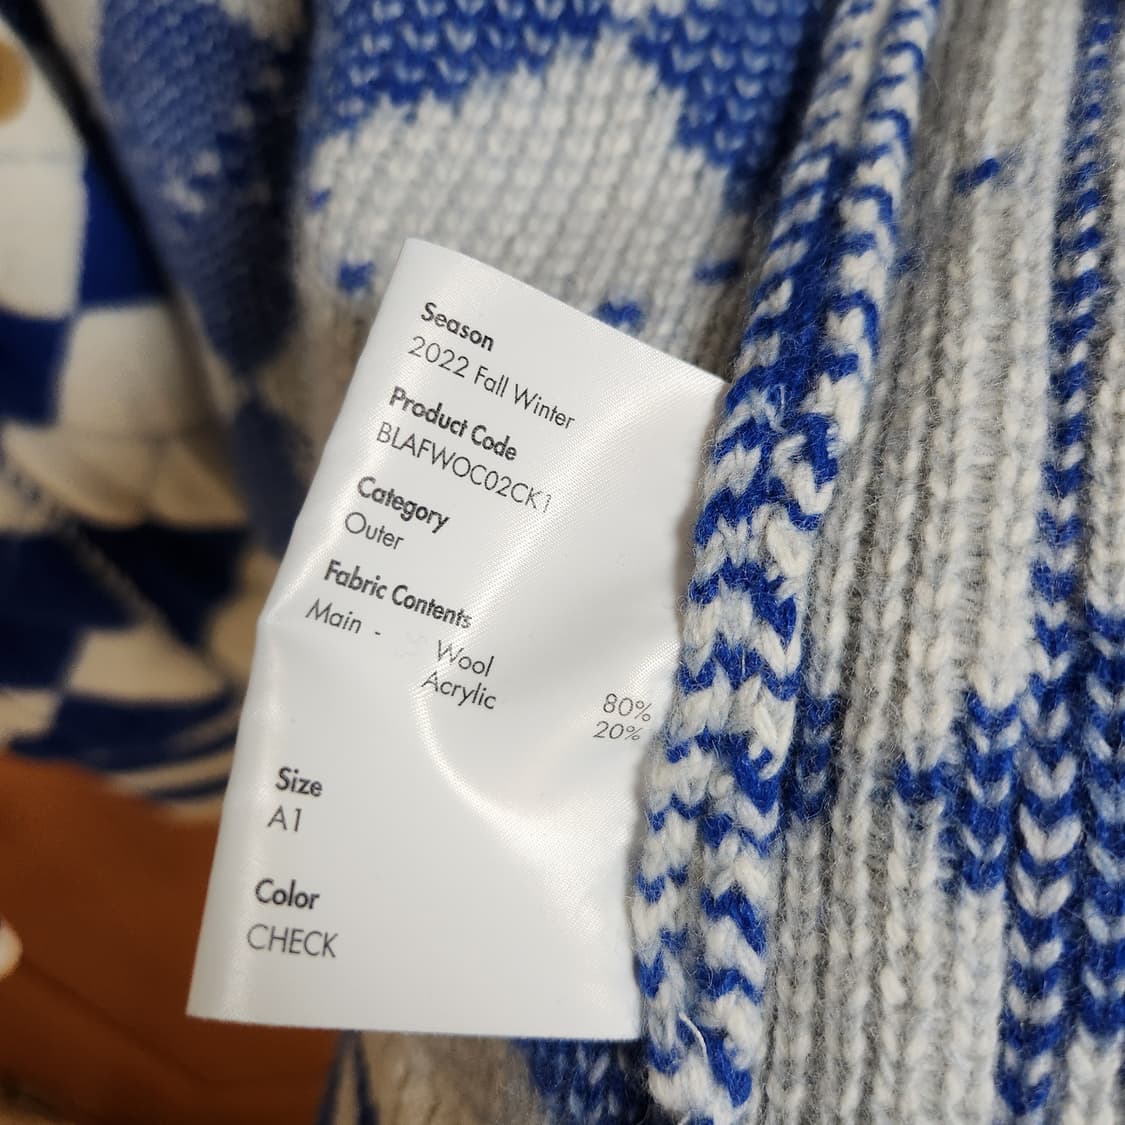 Season
2022 Fall Winter
Product Code
BLAFWOC02CK1
Category
Outer
Fabric Contents
Main -
Wool 80%
Acrylic 20%
Size
A1
Color
CHECK